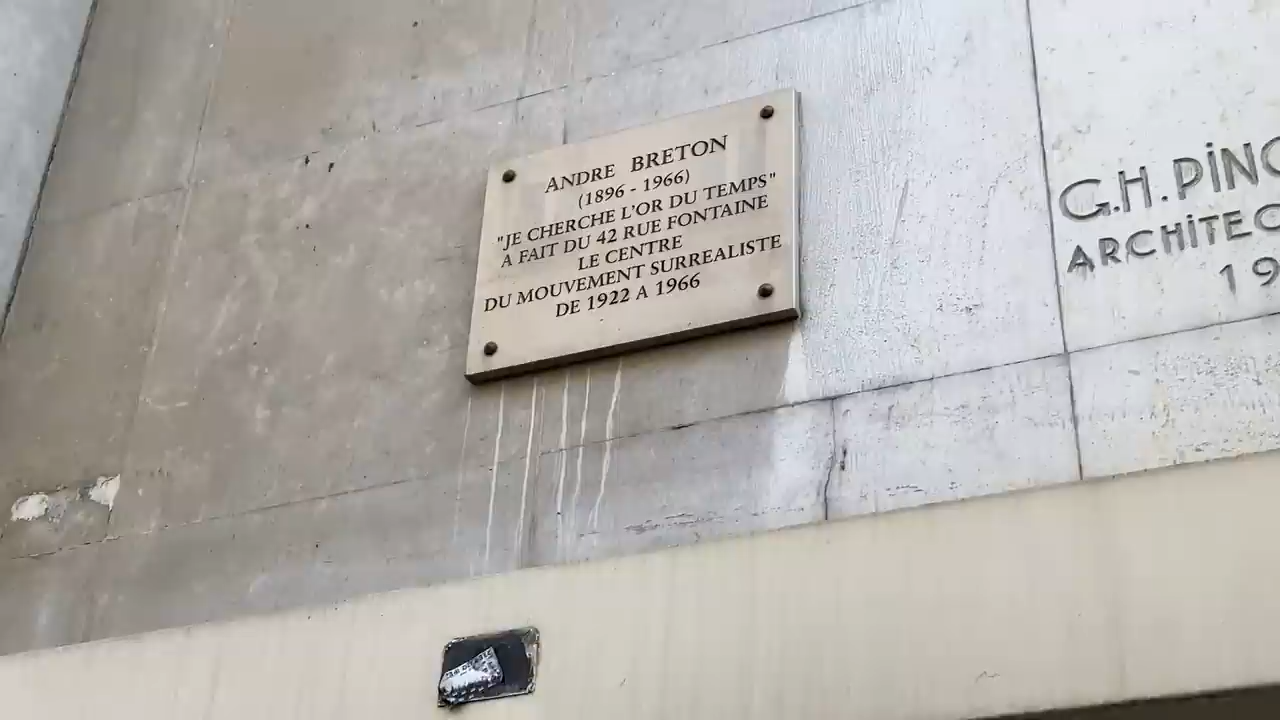 ANDRE BRETON
(1896 - 1966)
"JE CHERCHE L'OR DU TEMPS"
A FAIT DU 42 RUE FONTAINE
LE CENTRE
DU MOUVEMENT SURREALISTE
DE 1922 A 1966
G.H.